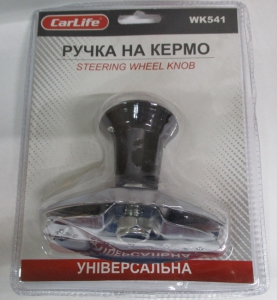 CarLife
WK541
РУЧКА НА КЕРМО
STEERING WHEEL KNOB
УНІВЕРСАЛЬНА